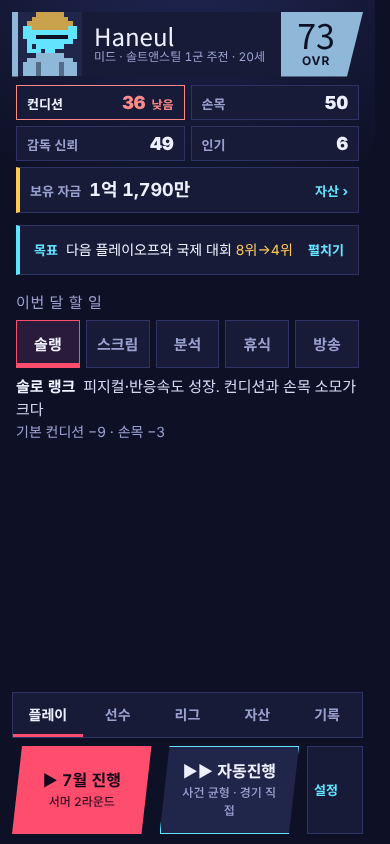 Haneul
미드 · 솔트앤스틸 1군 주전 · 20세
73
OVR
컨디션 36 낮음
손목 50
감독 신뢰 49
인기 6
보유 자금 1억 1,790만 자산 ›
목표 다음 플레이오프와 국제 대회 8위→4위 펼치기
이번 달 할 일
솔랭 스크림 분석 휴식 방송
솔로 랭크 피지컬·반응속도 성장. 컨디션과 손목 소모가
크다
기본 컨디션 −9 · 손목 −3
플레이 선수 리그 자산 기록
▶ 7월 진행
서머 2라운드
▶▶ 자동진행
사건 균형 · 경기 직
접
설정